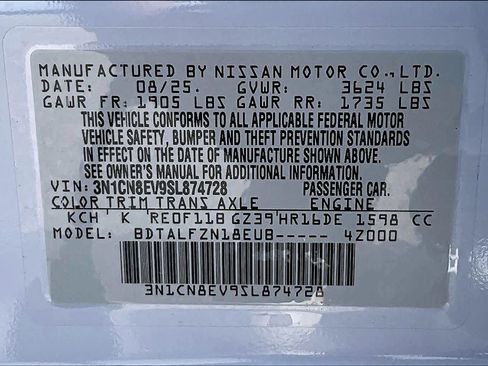 MANUFACTURED BY NISSAN MOTOR CO., LTD.
DATE: 08/25. GVWR: 3624 LBS
GAWR FR: 1905 LBS GAWR RR: 1735 LBS
THIS VEHICLE CONFORMS TO ALL APPLICABLE FEDERAL MOTOR
VEHICLE SAFETY, BUMPER AND THEFT PREVENTION STANDARDS
IN EFFECT ON THE DATE OF MANUFACTURE SHOWN ABOVE.
SEE OWNER'S MANUAL FOR ADDITIONAL INFORMATION.
VIN: 3N1CN8EV9SL874728 PASSENGER CAR.
COLOR TRIM TRANS AXLE ENGINE
KCH K RE0F11B GZ39 HR16DE 1598 CC
MODEL: BDTALFZN18EUB----- 4Z000
3N1CN8EV9SL874728